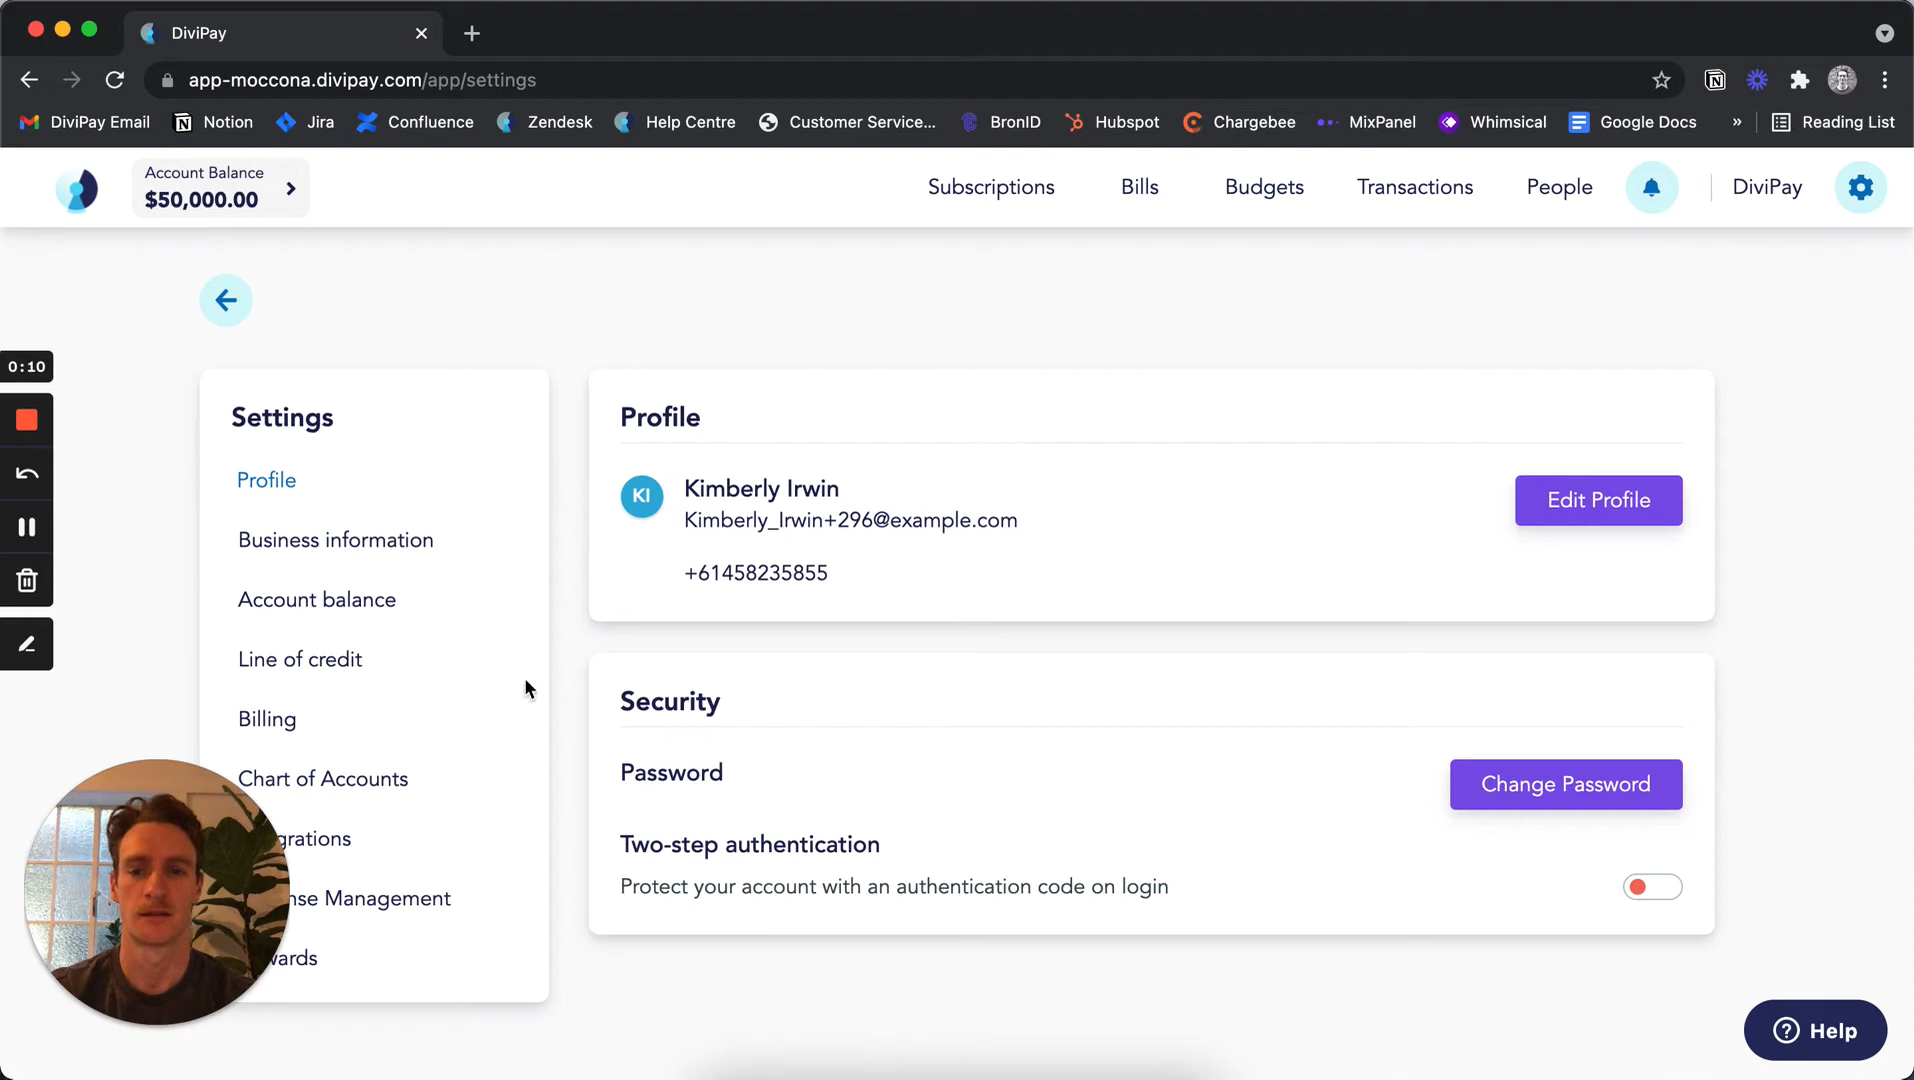 DiviPay
app-moccona.divipay.com/app/settings
DiviPay Email
Notion
Jira
Confluence
Zendesk
Help Centre
Customer Service...
BronID
Hubspot
Chargebee
MixPanel
Whimsical
Google Docs
»
Reading List
Account Balance
$50,000.00
Subscriptions
Bills
Budgets
Transactions
People
DiviPay
0:10
Settings
Profile
Business information
Account balance
Line of credit
Billing
Chart of Accounts
grations
nse Management
vards
Profile
KI
Kimberly Irwin
Kimberly_Irwin+296@example.com
+61458235855
Edit Profile
Security
Password
Change Password
Two-step authentication
Protect your account with an authentication code on login
Help